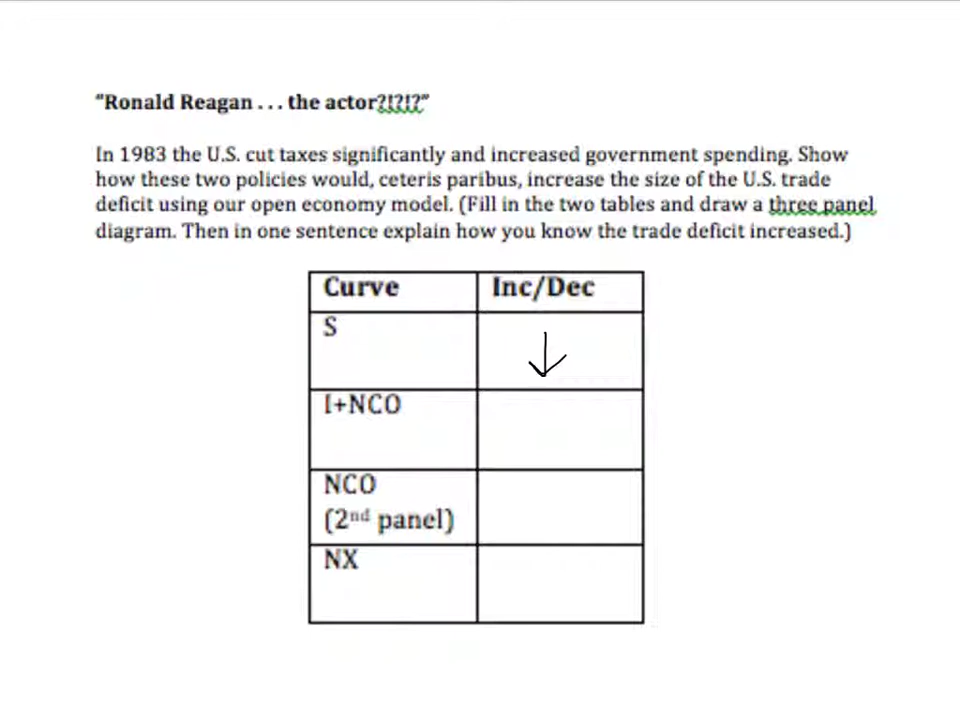 "Ronald Reagan . . . the actor?!?!?"
In 1983 the U.S. cut taxes significantly and increased government spending. Show
how these two policies would, ceteris paribus, increase the size of the U.S. trade
deficit using our open economy model. (Fill in the two tables and draw a three panel
diagram. Then in one sentence explain how you know the trade deficit increased.)
Curve Inc/Dec
S ↓
I+NCO
NCO
(2nd panel)
NX